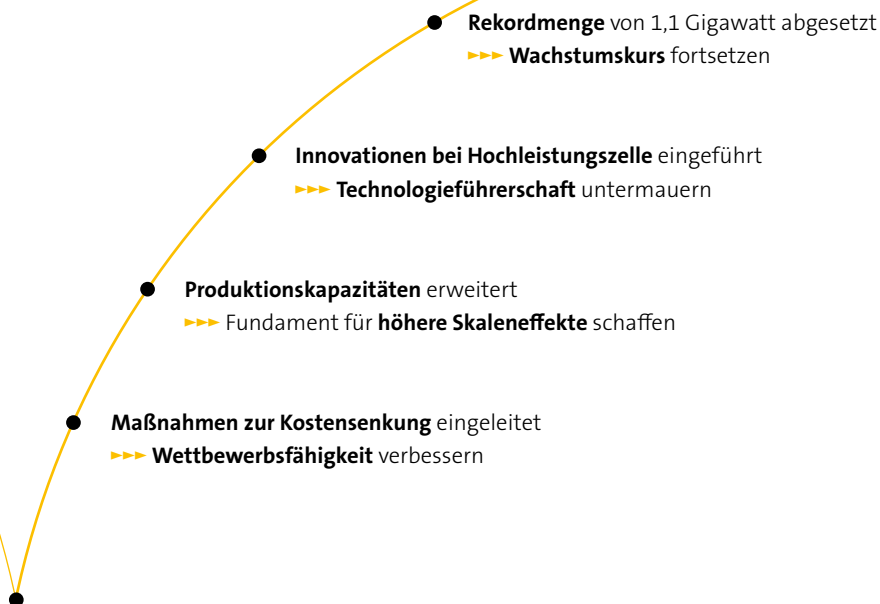 Rekordmenge von 1,1 Gigawatt abgesetzt
►►► Wachstumskurs fortsetzen
Innovationen bei Hochleistungszelle eingeführt
►►► Technologieführerschaft untermauern
Produktionskapazitäten erweitert
►►► Fundament für höhere Skaleneffekte schaffen
Maßnahmen zur Kostensenkung eingeleitet
►►► Wettbewerbsfähigkeit verbessern